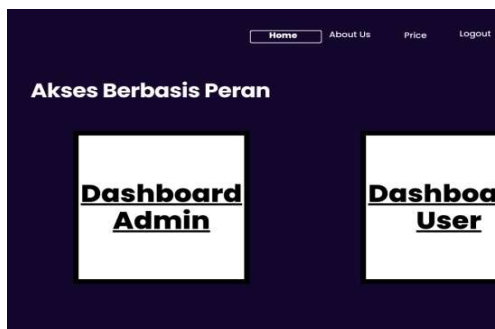 Home About Us Price Logout
Akses Berbasis Peran
Dashboard
Admin
User